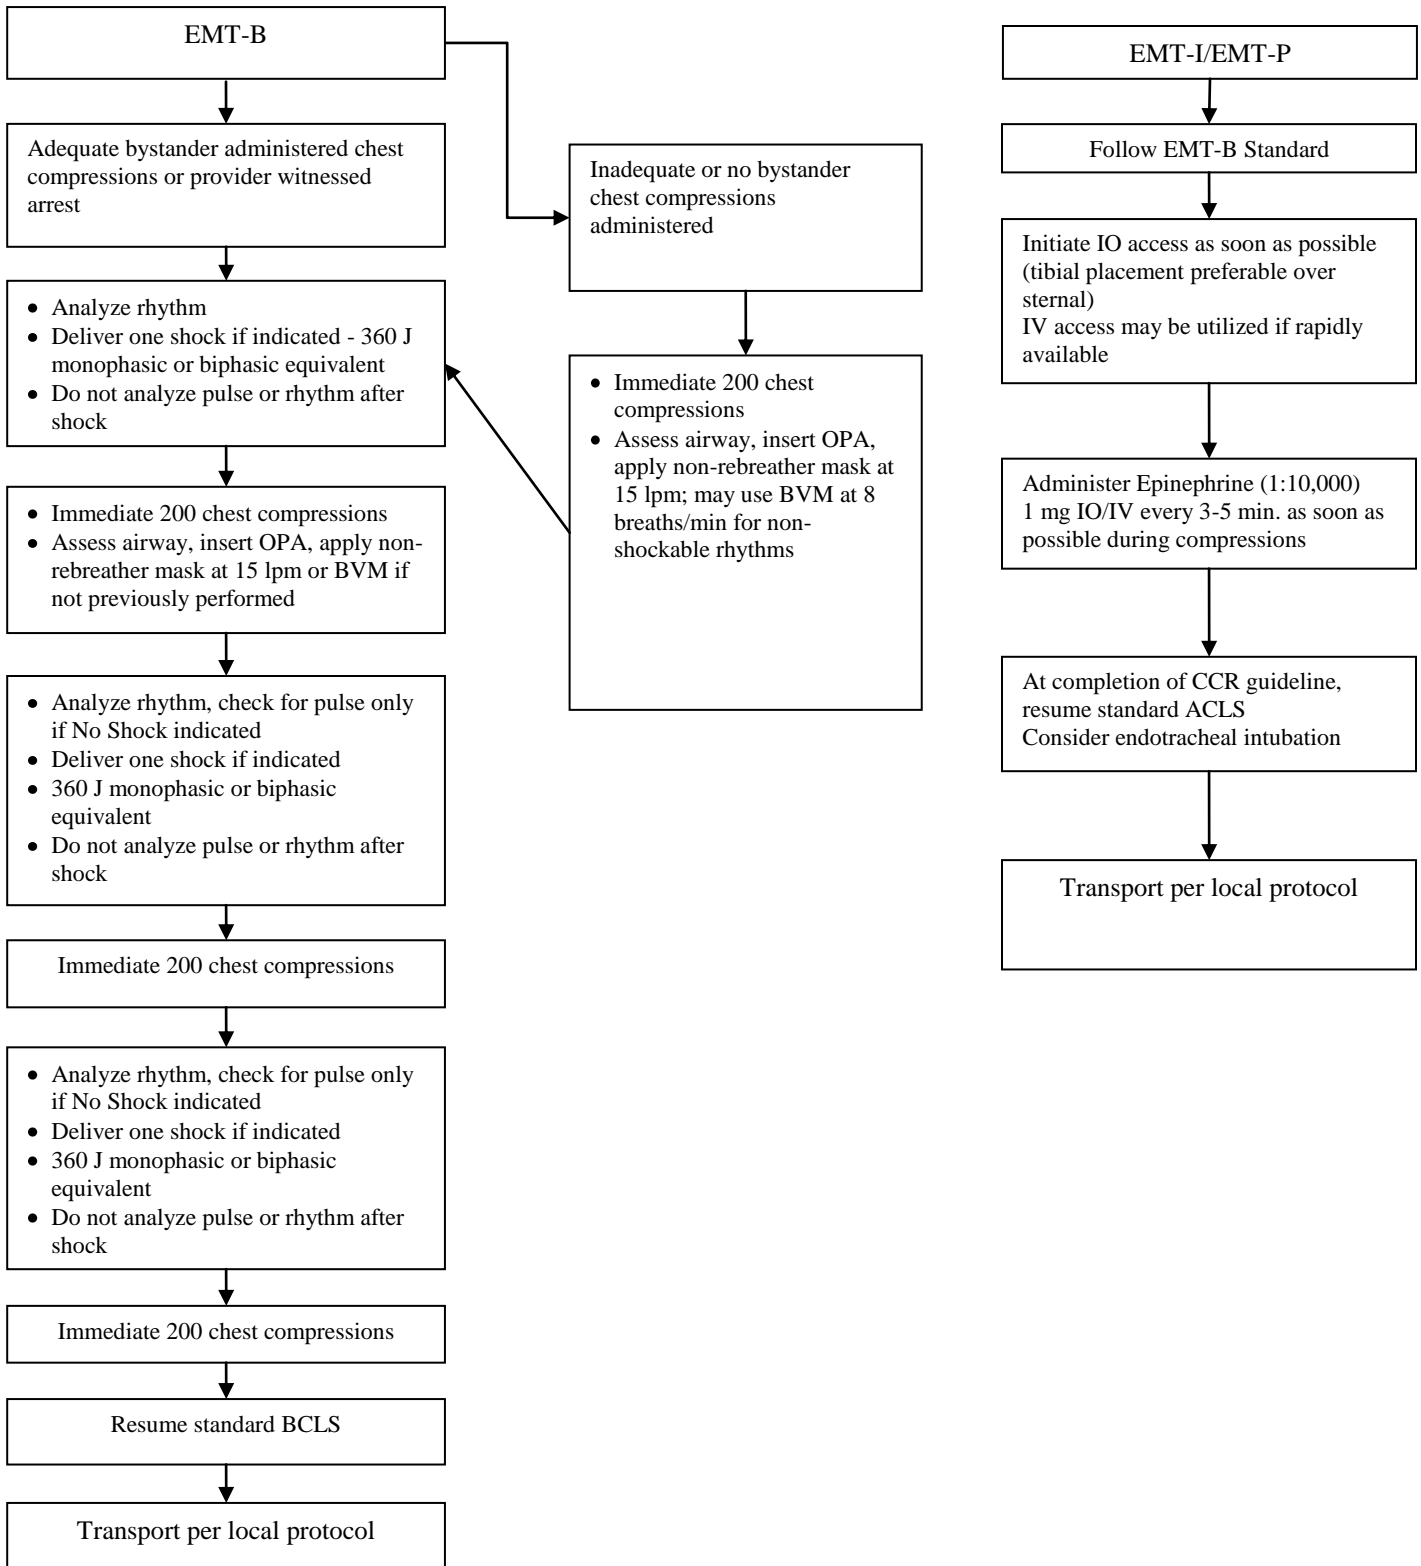 EMT-B
Adequate bystander administered chest
compressions or provider witnessed
arrest
• Analyze rhythm
• Deliver one shock if indicated - 360 J
monophasic or biphasic equivalent
• Do not analyze pulse or rhythm after
shock
• Immediate 200 chest compressions
• Assess airway, insert OPA, apply non-
rebreather mask at 15 lpm or BVM if
not previously performed
• Analyze rhythm, check for pulse only
if No Shock indicated
• Deliver one shock if indicated
• 360 J monophasic or biphasic
equivalent
• Do not analyze pulse or rhythm after
shock
Immediate 200 chest compressions
• Analyze rhythm, check for pulse only
if No Shock indicated
• Deliver one shock if indicated
• 360 J monophasic or biphasic
equivalent
• Do not analyze pulse or rhythm after
shock
Immediate 200 chest compressions
Resume standard BCLS
Transport per local protocol
Inadequate or no bystander
chest compressions
administered
• Immediate 200 chest
compressions
• Assess airway, insert OPA,
apply non-rebreather mask at
15 lpm; may use BVM at 8
breaths/min for non-
shockable rhythms
EMT-I/EMT-P
Follow EMT-B Standard
Initiate IO access as soon as possible
(tibial placement preferable over
sternal)
IV access may be utilized if rapidly
available
Administer Epinephrine (1:10,000)
1 mg IO/IV every 3-5 min. as soon as
possible during compressions
At completion of CCR guideline,
resume standard ACLS
Consider endotracheal intubation
Transport per local protocol